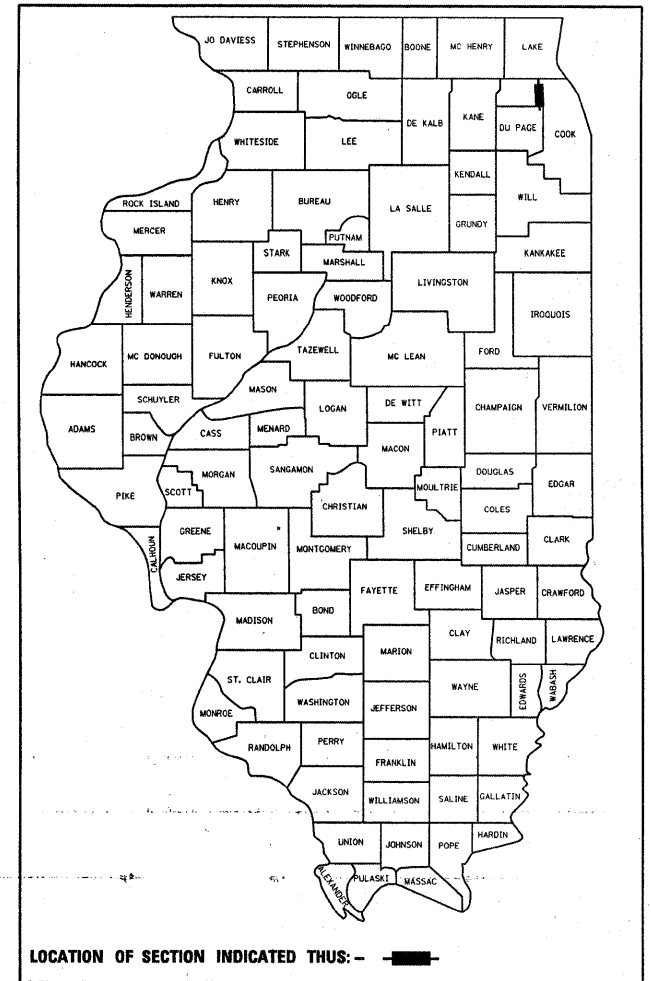 JO DAVIESS STEPHENSON WINNEBAGO BOONE MC HENRY LAKE
CARROLL OGLE DE KALB KANE DU PAGE COOK
WHITESIDE LEE
KENDALL
ROCK ISLAND HENRY BUREAU LA SALLE GRUNDY WILL
MERCER PUTNAM
STARK MARSHALL KANKAKEE
HENDERSON WARREN KNOX PEORIA WOODFORD LIVINGSTON IROQUOIS
HANCOCK MC DONOUGH FULTON TAZEWELL MC LEAN FORD
SCHUYLER MASON LOGAN DE WITT CHAMPAIGN VERMILION
ADAMS BROWN CASS MENARD MACON PIATT
PIKE SCOTT MORGAN SANGAMON MOULTRIE DOUGLAS EDGAR
CHRISTIAN COLES
CALHOUN GREENE MACOUPIN MONTGOMERY SHELBY CUMBERLAND CLARK
JERSEY FAYETTE EFFINGHAM JASPER CRAWFORD
MADISON BOND
CLINTON MARION CLAY RICHLAND LAWRENCE
ST. CLAIR WASHINGTON JEFFERSON WAYNE EDWARDS WABASH
MONROE
RANDOLPH PERRY FRANKLIN HAMILTON WHITE
JACKSON WILLIAMSON SALINE GALLATIN
UNION JOHNSON POPE HARDIN
ALEXANDER PULASKI MASSAC
LOCATION OF SECTION INDICATED THUS: -